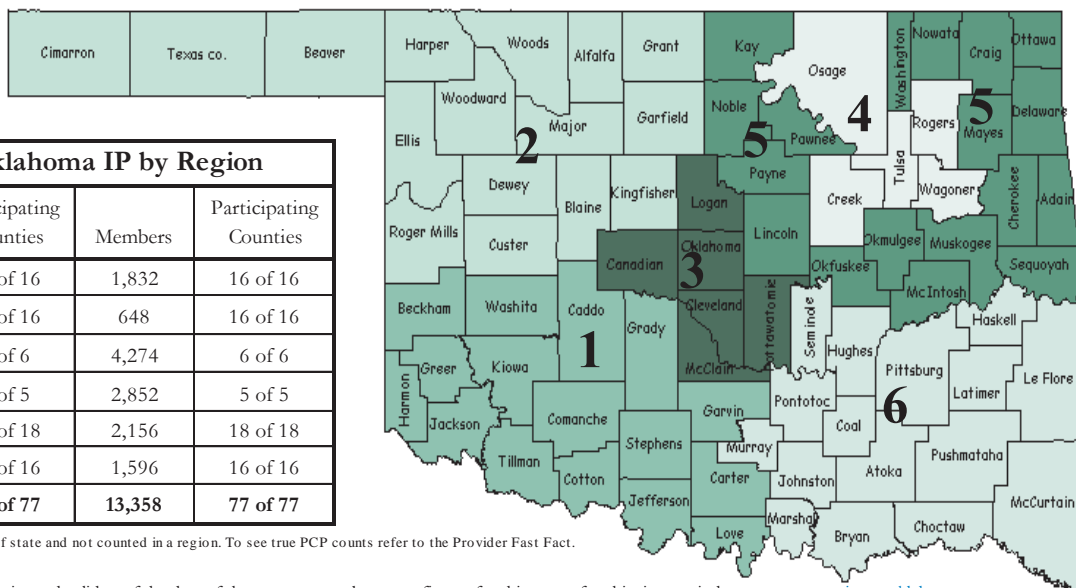 klahoma IP by Region
cipating Participating
unties Members Counties
of 16 1,832 16 of 16
of 16 648 16 of 16
of 6 4,274 6 of 6
of 5 2,852 5 of 5
of 18 2,156 18 of 18
of 16 1,596 16 of 16
of 77 13,358 77 of 77
f state and not counted in a region. To see true PCP counts refer to the Provider Fast Fact.
Cimarron
Texas co.
Beaver
Harper
Woods
Alfalfa
Grant
Kay
Osage
Washington
Nowata
Craig
Ottawa
Ellis
Woodward
Major
Garfield
Noble
Pawnee
Rogers
Mayes
Delaware
2
5
4
5
Dewey
Blaine
Kingfisher
Logan
Payne
Creek
Tulsa
Wagoner
Cherokee
Adair
Roger Mills
Custer
Canadian
Oklahoma
Lincoln
Okmulgee
Muskogee
Sequoyah
3
Okfuskee
McIntosh
Beckham
Washita
Caddo
Grady
Cleveland
Pottawatomie
Seminole
Hughes
Haskell
1
Greer
Kiowa
McClain
Pittsburg
Latimer
Le Flore
Harmon
Jackson
Comanche
Garvin
Pontotoc
Coal
6
Tillman
Stephens
Murray
Atoka
Pushmataha
Cotton
Carter
Johnston
McCurtain
Jefferson
Love
Marshal
Bryan
Choctaw